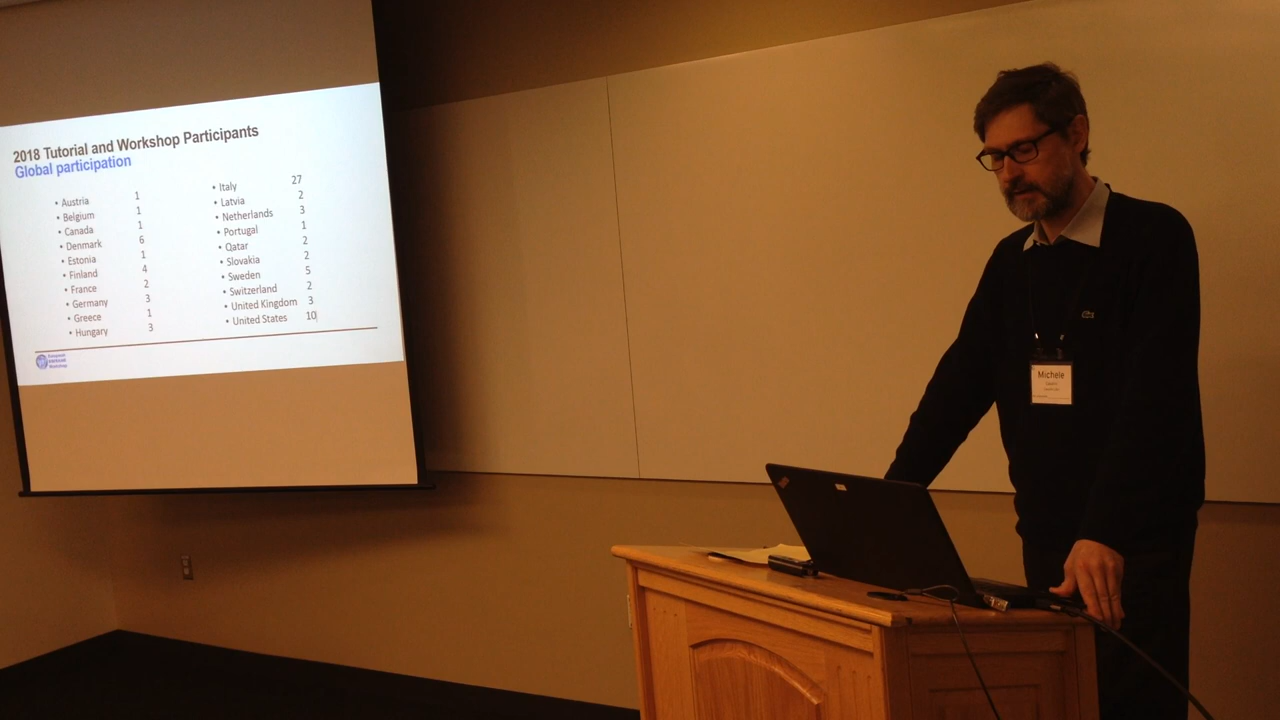 2018 Tutorial and Workshop Participants
Global participation
• Austria 1
• Belgium 1
• Canada 1
• Denmark 6
• Estonia 1
• Finland 4
• France 2
• Germany 3
• Greece 1
• Hungary 3
• Italy 27
• Latvia 2
• Netherlands 3
• Portugal 1
• Qatar 2
• Slovakia 2
• Sweden 5
• Switzerland 2
• United Kingdom 3
• United States 10
Workshop
Michele